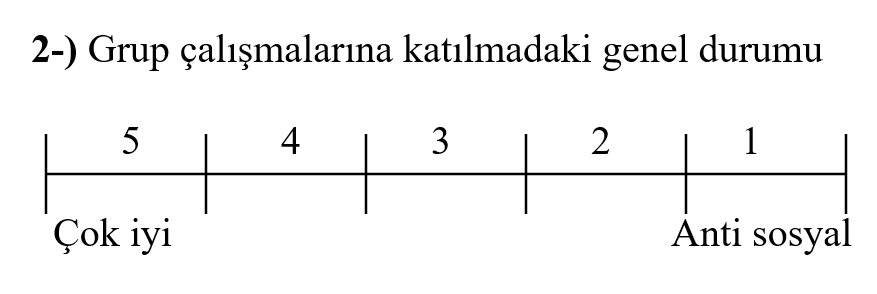 2-) Grup çalışmalarına katılmadaki genel durumu
5 4 3 2 1
Çok iyi Anti sosyal